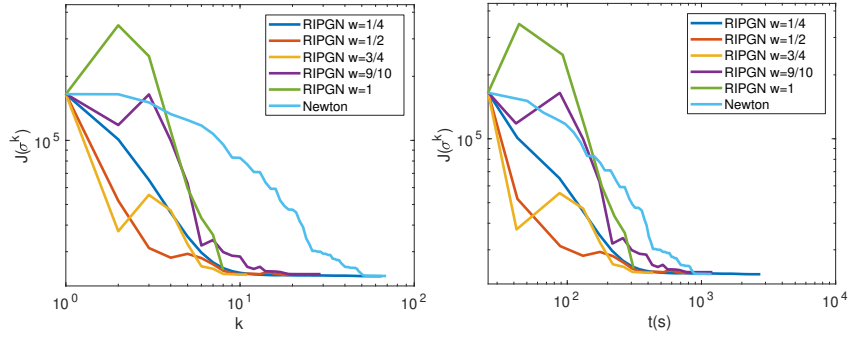 RIPGN w=1/4
RIPGN w=1/2
RIPGN w=3/4
RIPGN w=9/10
RIPGN w=1
Newton
J(σ^k)
10^5
10^0
10^1
10^2
k
RIPGN w=1/4
RIPGN w=1/2
RIPGN w=3/4
RIPGN w=9/10
RIPGN w=1
Newton
J(σ^k)
10^5
10^2
10^3
10^4
t(s)